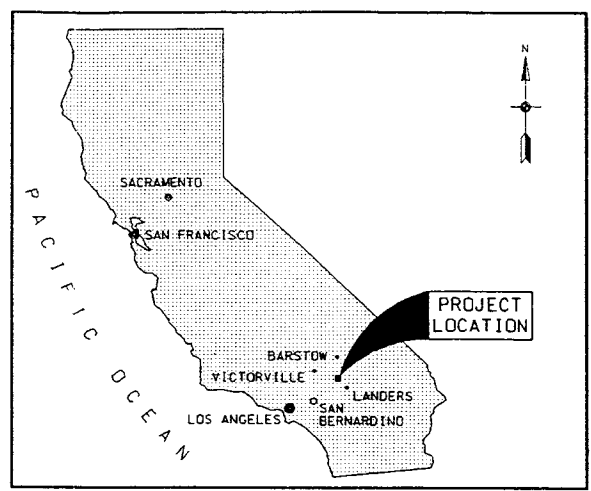 N
SACRAMENTO
SAN FRANCISCO
PACIFIC OCEAN
PROJECT
LOCATION
BARSTOW
VICTORVILLE
LANDERS
SAN
BERNARDINO
LOS ANGELES